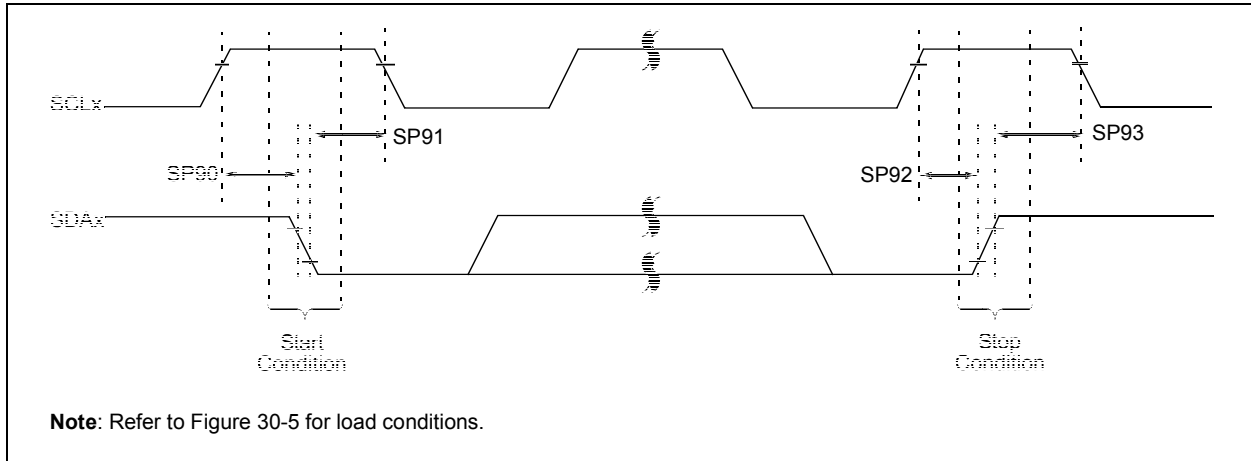 SCLx
SP91
SP93
SP90
SP92
SDAx
Start
Condition
Stop
Condition
Note: Refer to Figure 30-5 for load conditions.